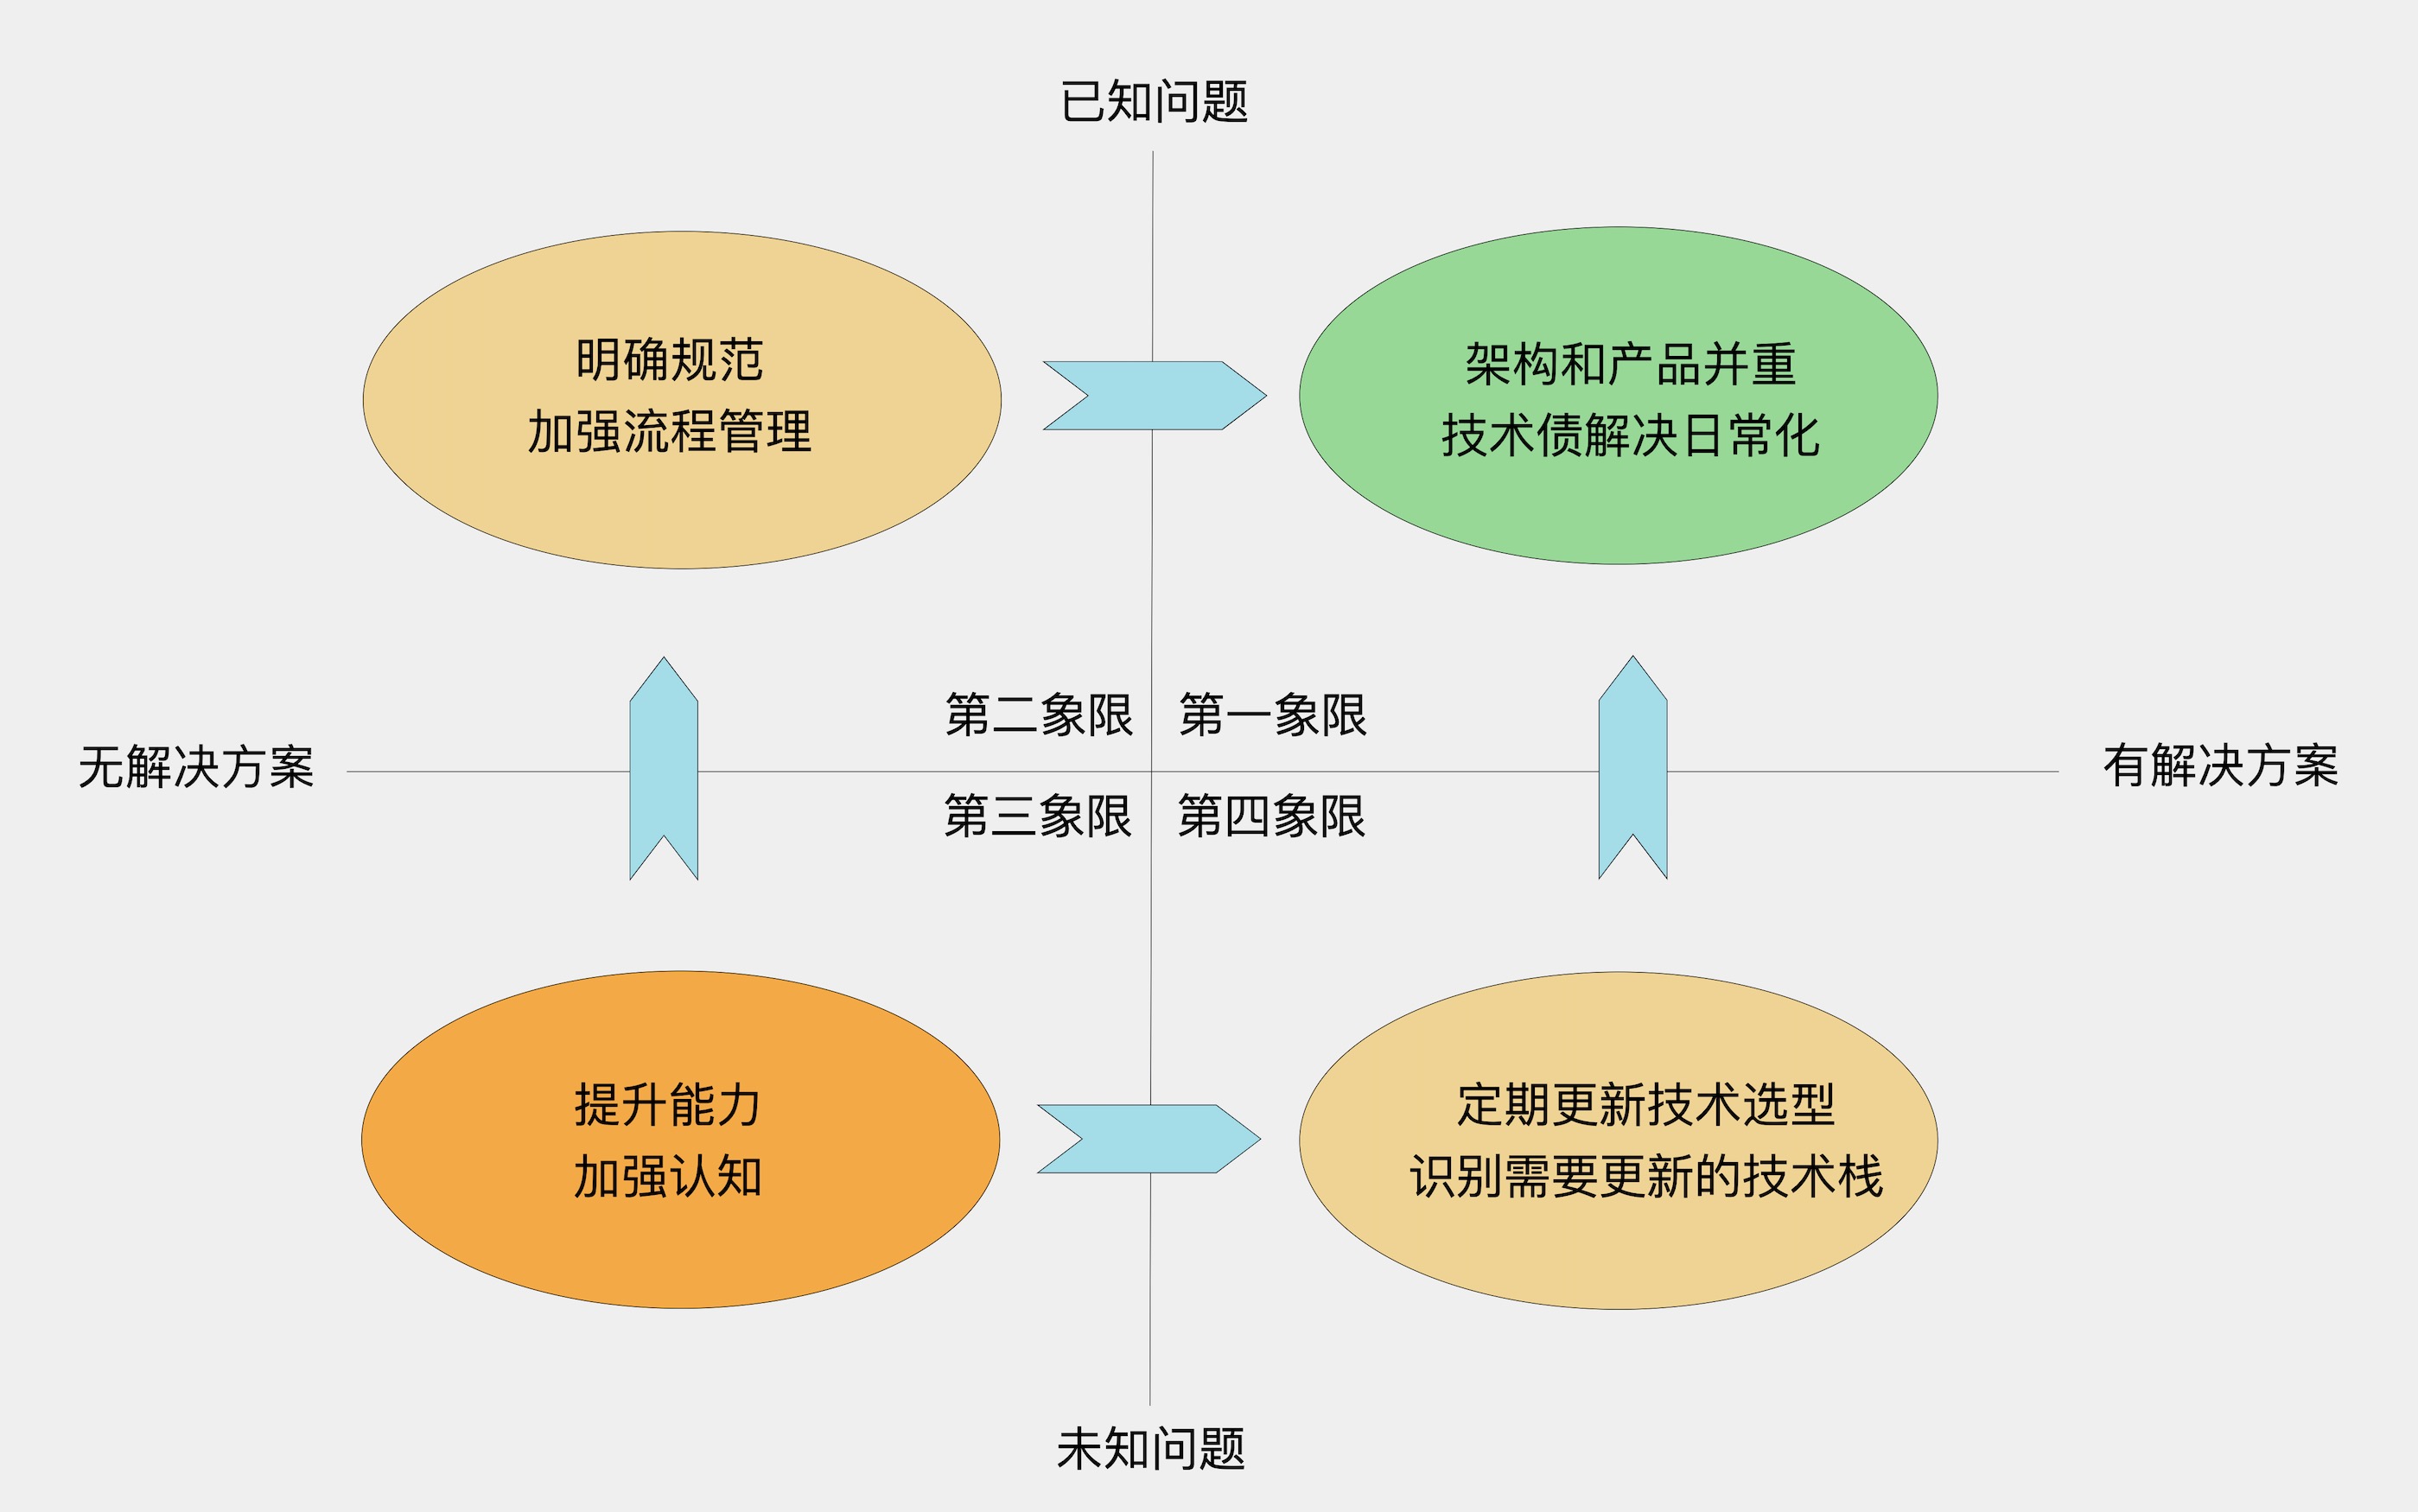 已知问题
明确规范
加强流程管理
架构和产品并重
技术债解决日常化
第二象限
第一象限
无解决方案
有解决方案
第三象限
第四象限
提升能力
加强认知
定期更新技术选型
识别需要更新的技术栈
未知问题